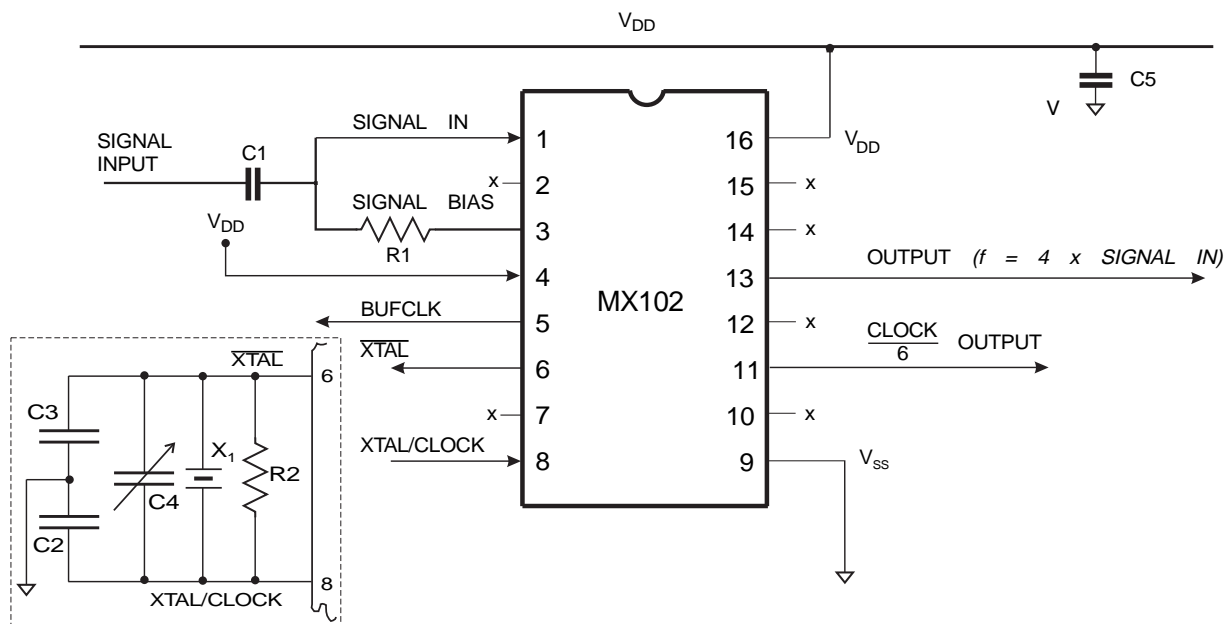 VDD
C5
V
SIGNAL INPUT
C1
SIGNAL IN
1
16
VDD
x
2
15
x
SIGNAL BIAS
R1
3
14
x
VDD
4
13
OUTPUT (f = 4 x SIGNAL IN)
MX102
BUFCLK
5
12
x
XTAL
6
11
CLOCK
6
OUTPUT
x
7
10
x
XTAL/CLOCK
8
9
VSS
XTAL
6
C3
X1
R2
C4
C2
8
XTAL/CLOCK